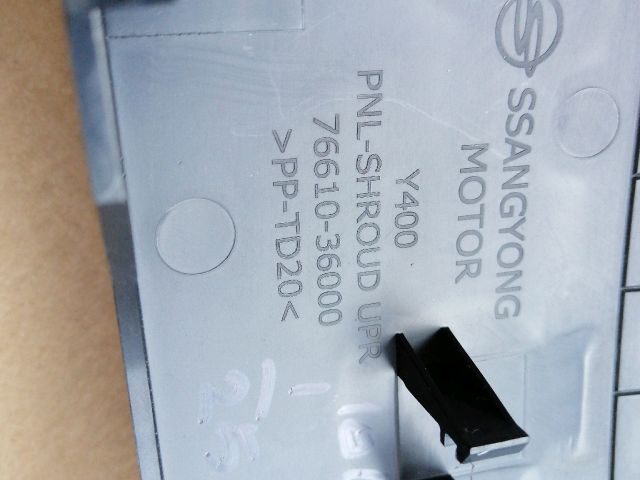 SSANGYONG
MOTOR
Y400
PNL-SHROUD UPR
76610-36000
>PP-TD20<